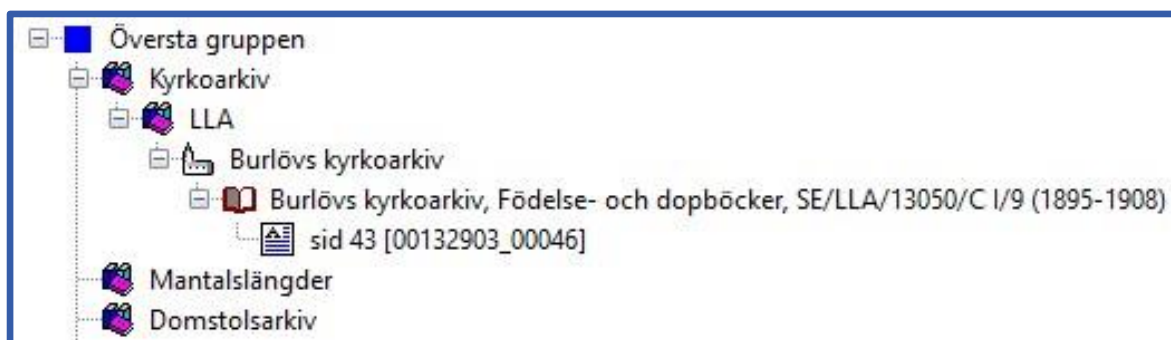 Översta gruppen
Kyrkoarkiv
LLA
Burlövs kyrkoarkiv
Burlövs kyrkoarkiv, Födelse- och dopböcker, SE/LLA/13050/C I/9 (1895-1908)
sid 43 [00132903_00046]
Mantalslängder
Domstolsarkiv